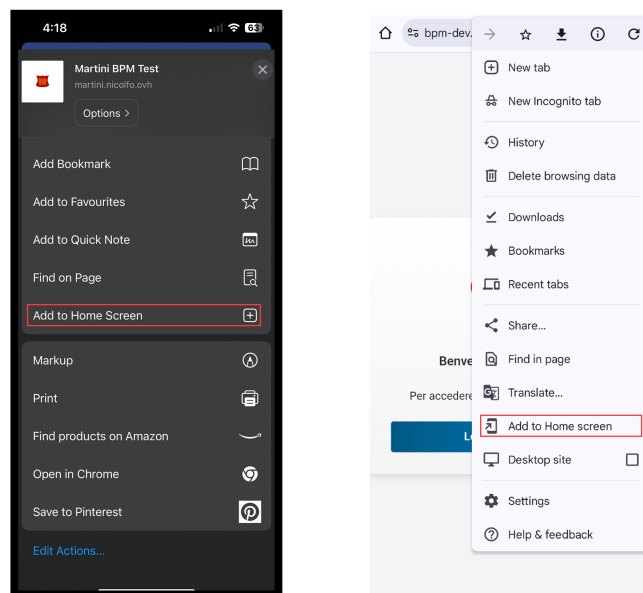 4:18
63
Martini BPM Test
martini.nicolfo.ovh
Options >
Add Bookmark
Add to Favourites
Add to Quick Note
Find on Page
Add to Home Screen
Markup
Print
Find products on Amazon
Open in Chrome
Save to Pinterest
Edit Actions...
bpm-dev.
New tab
New Incognito tab
History
Delete browsing data
Downloads
Bookmarks
Recent tabs
Share...
Find in page
Translate...
Add to Home screen
Desktop site
Settings
Help & feedback
Benve
Per accedere
L